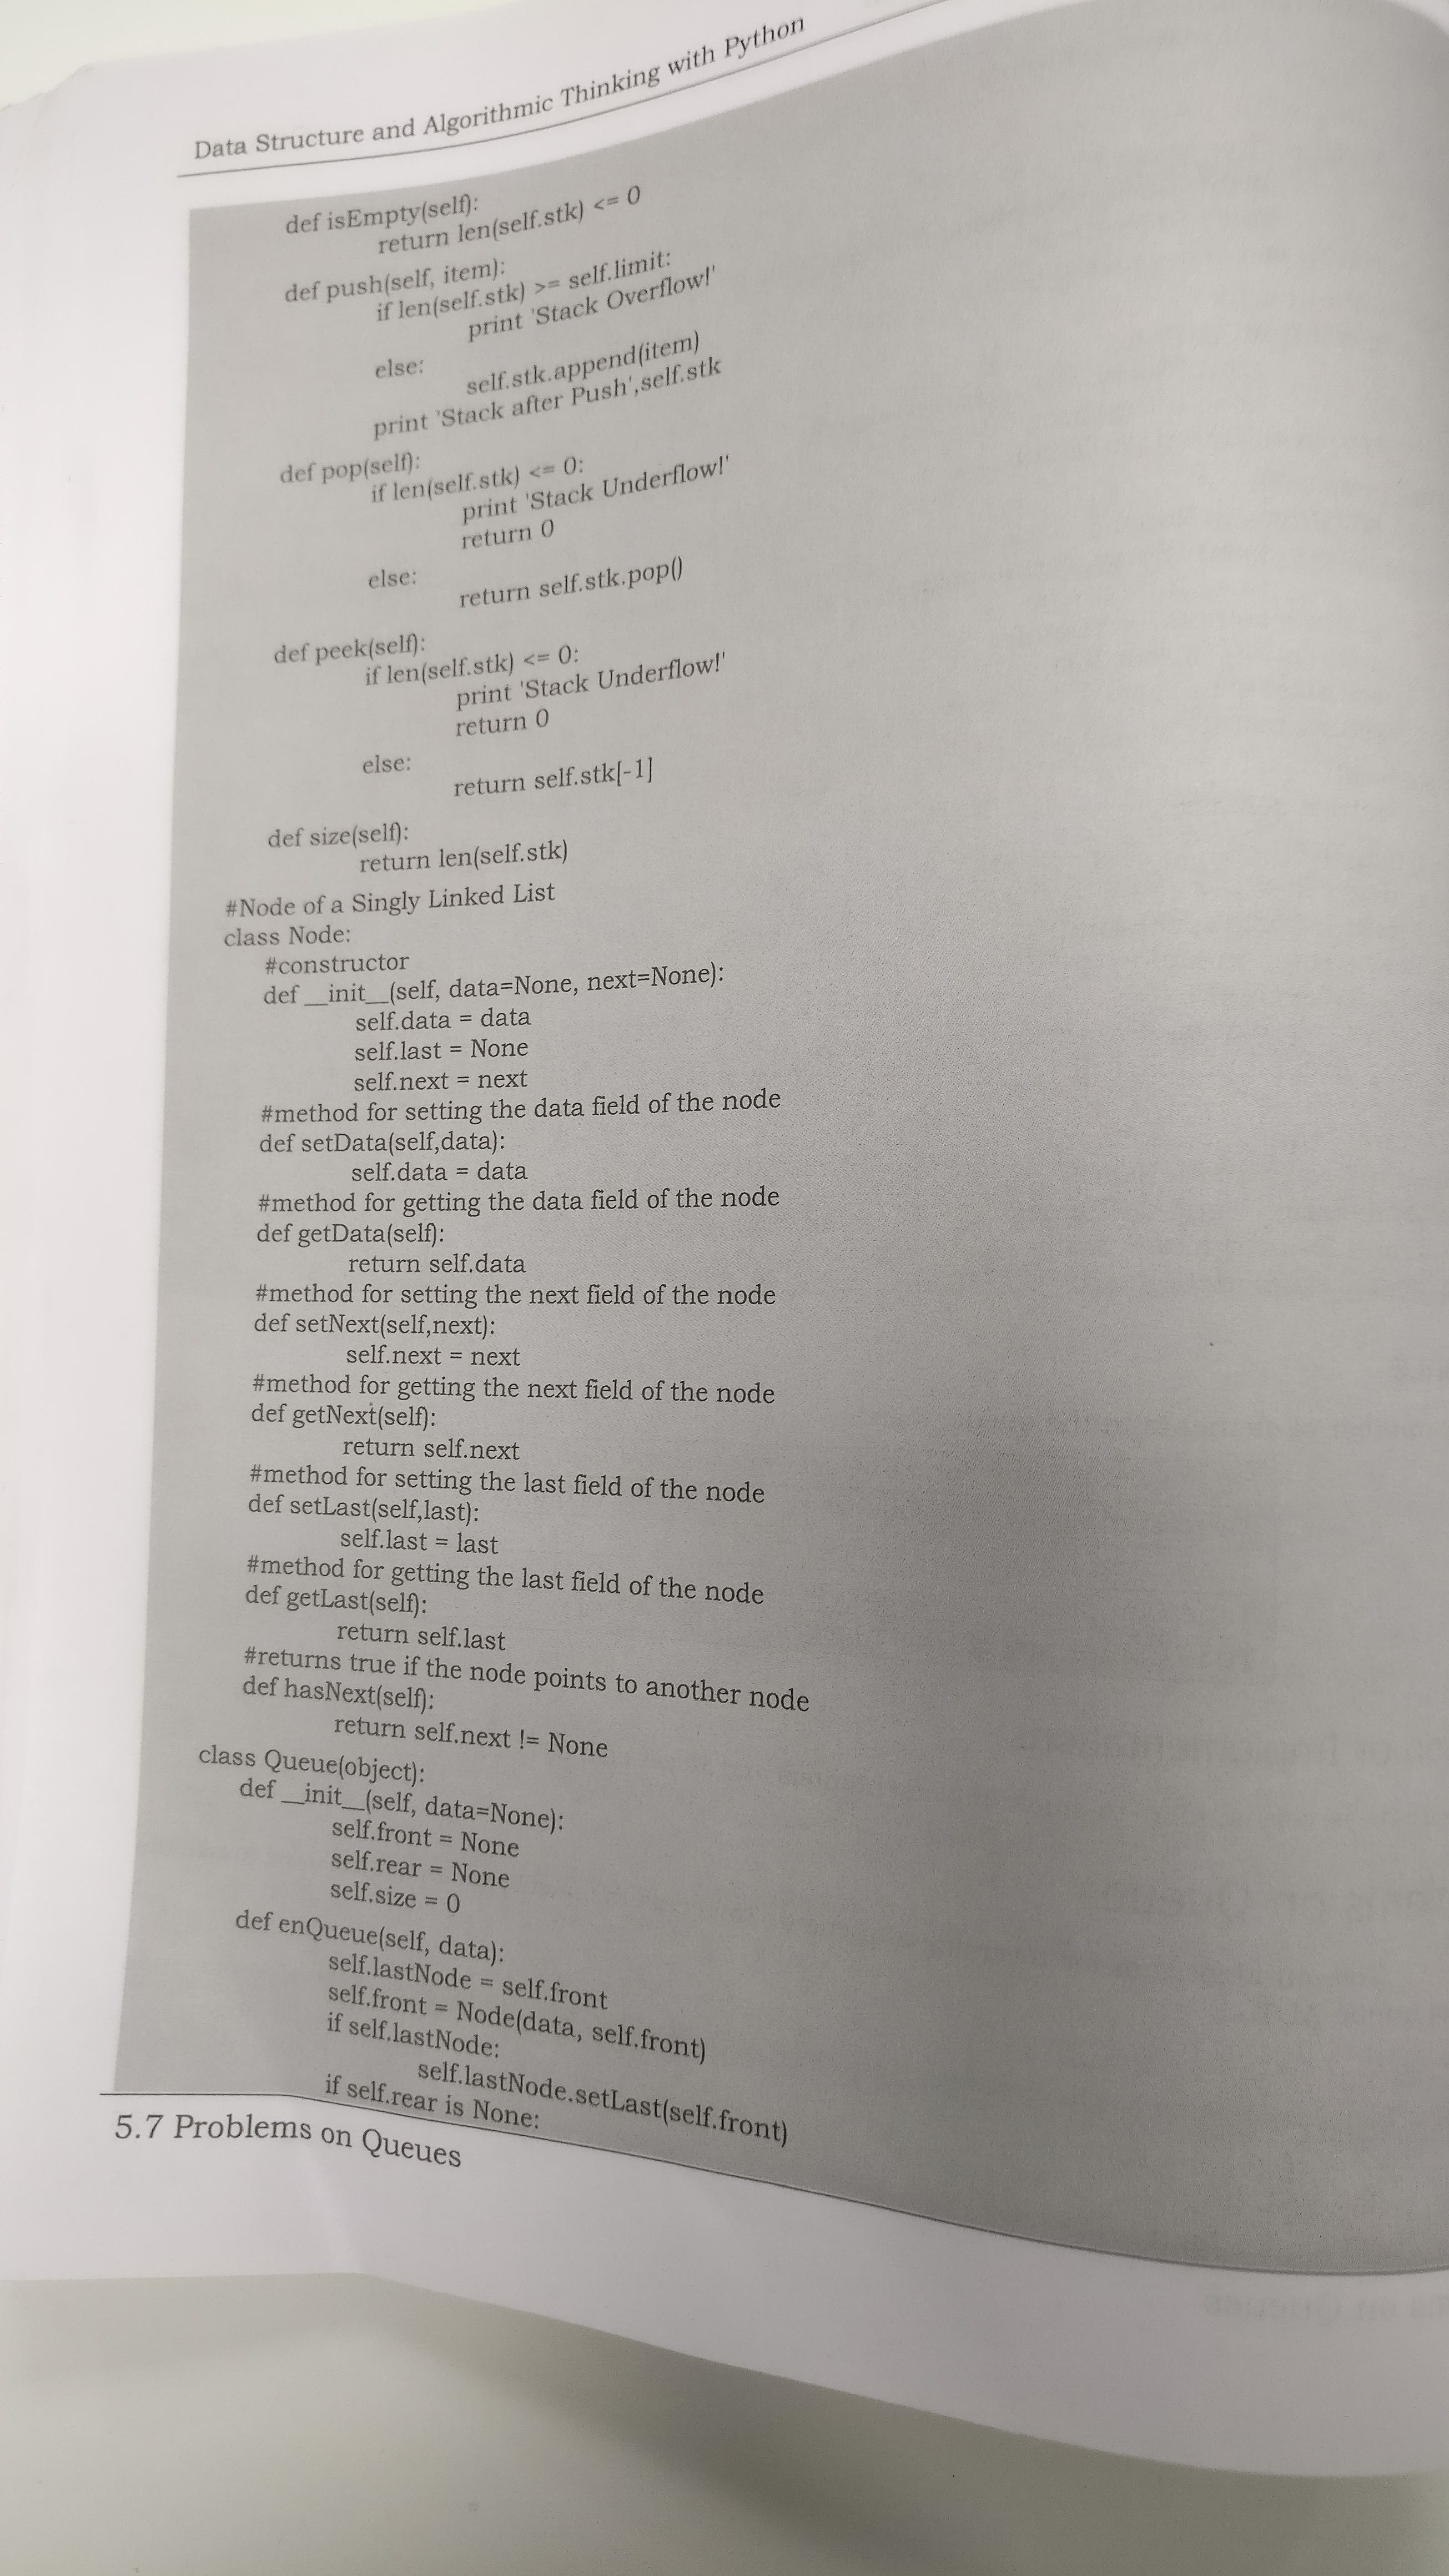 Data Structure and Algorithmic Thinking with Python
def isEmpty(self):
return len(self.stk) <= 0
def push(self, item):
if len(self.stk) >= self.limit:
print 'Stack Overflow!'
else:
self.stk.append(item)
print 'Stack after Push',self.stk
def pop(self):
if len(self.stk) <= 0:
print 'Stack Underflow!'
return 0
else:
return self.stk.pop()
def peek(self):
if len(self.stk) <= 0:
print 'Stack Underflow!'
return 0
else:
return self.stk[-1]
def size(self):
return len(self.stk)
#Node of a Singly Linked List
class Node:
#constructor
def __init__(self, data=None, next=None):
self.data = data
self.last = None
self.next = next
#method for setting the data field of the node
def setData(self,data):
self.data = data
#method for getting the data field of the node
def getData(self):
return self.data
#method for setting the next field of the node
def setNext(self,next):
self.next = next
#method for getting the next field of the node
def getNext(self):
return self.next
#method for setting the last field of the node
def setLast(self,last):
self.last = last
#method for getting the last field of the node
def getLast(self):
return self.last
#returns true if the node points to another node
def hasNext(self):
return self.next != None
class Queue(object):
def __init__(self, data=None):
self.front = None
self.rear = None
self.size = 0
def enQueue(self, data):
self.lastNode = self.front
self.front = Node(data, self.front)
if self.lastNode:
self.lastNode.setLast(self.front)
if self.rear is None:
5.7 Problems on Queues